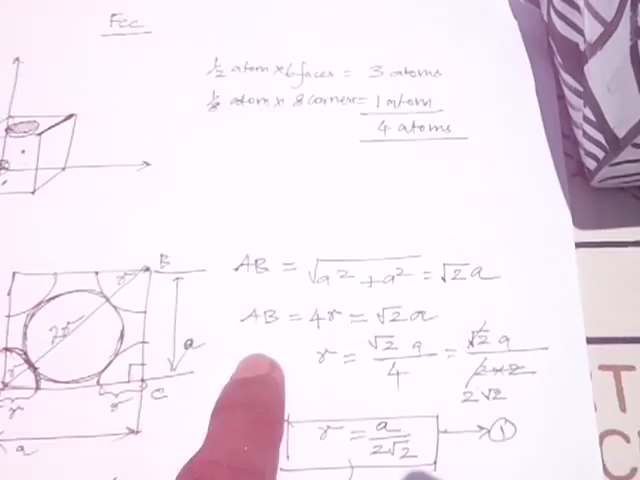 Fcc
1/2 atom × 6 faces = 3 atoms
1/8 atom × 8 corners = 1 atom
4 atoms
B
r
2r
a
r
C
r
r
a
AB = √a² + a² = √2 a
AB = 4r = √2 a
r = √2 a / 4 = √2 a / 2×2
2√2
r = a / 2√2 → 1
T
C